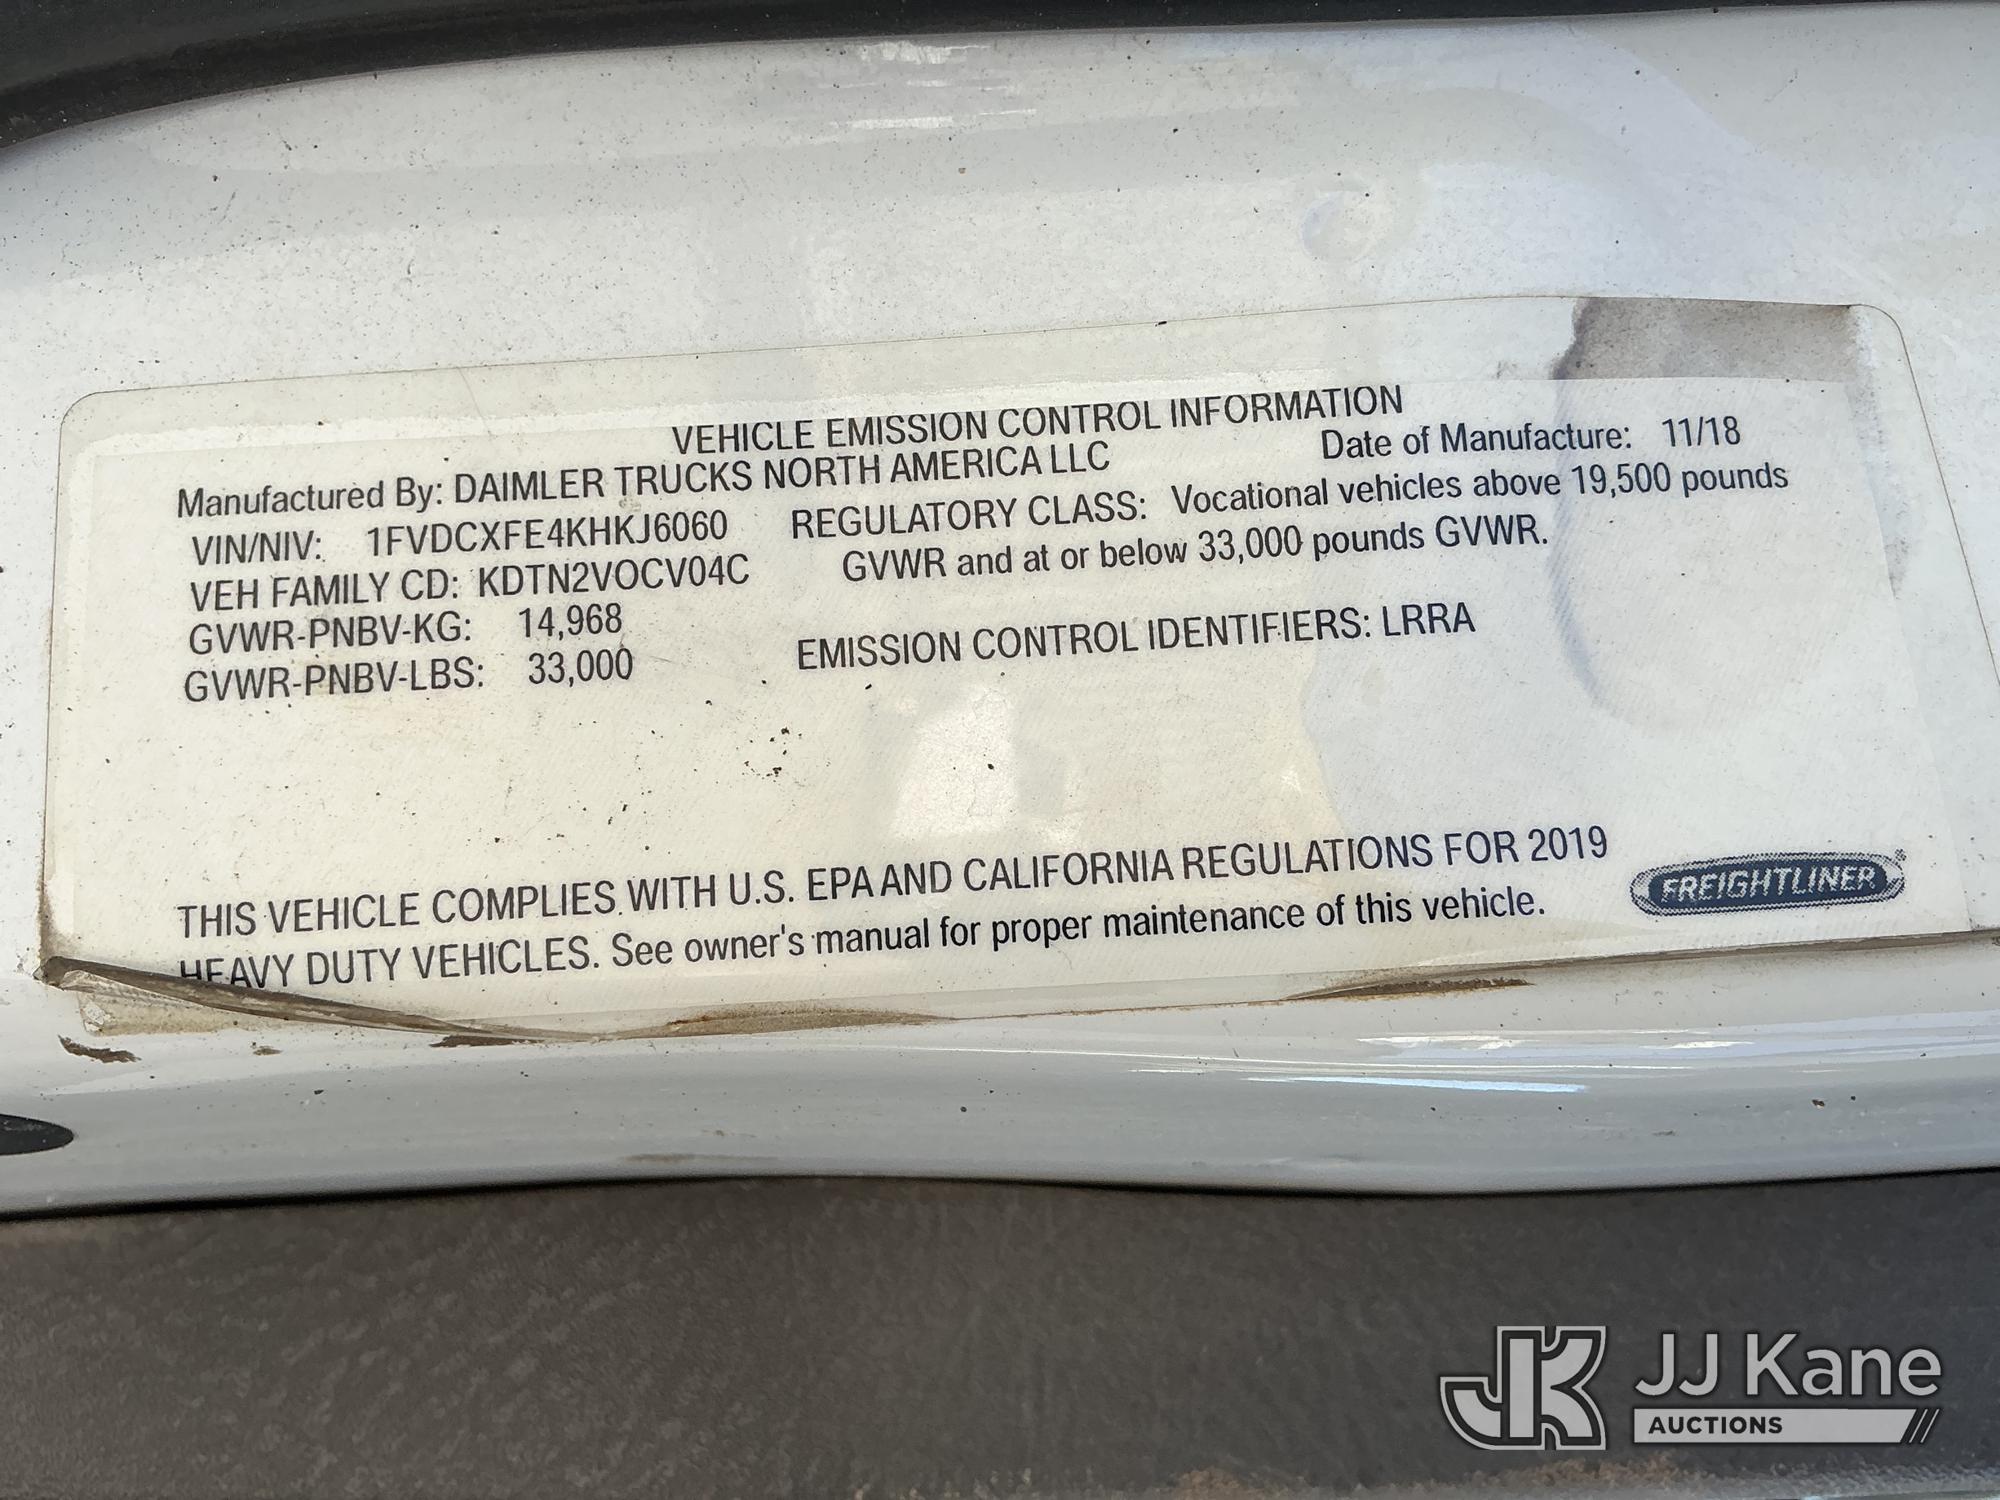 VEHICLE EMISSION CONTROL INFORMATION
Manufactured By: DAIMLER TRUCKS NORTH AMERICA LLC Date of Manufacture: 11/18
VIN/NIV: 1FVDCXFE4KHKJ6060 REGULATORY CLASS: Vocational vehicles above 19,500 pounds
VEH FAMILY CD: KDTN2VOCV04C GVWR and at or below 33,000 pounds GVWR.
GVWR-PNBV-KG: 14,968
GVWR-PNBV-LBS: 33,000 EMISSION CONTROL IDENTIFIERS: LRRA
THIS VEHICLE COMPLIES WITH U.S. EPA AND CALIFORNIA REGULATIONS FOR 2019
HEAVY DUTY VEHICLES. See owner's manual for proper maintenance of this vehicle.
FREIGHTLINER®
JK JJ Kane
AUCTIONS